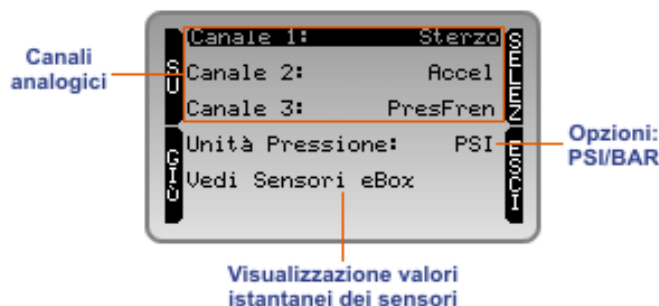 Canali
analogici
SU
GIÙ
Canale 1: Sterzo
Canale 2: Accel
Canale 3: PresFren
Unità Pressione: PSI
Vedi Sensori eBox
SELEZ
ESCI
Opzioni:
PSI/BAR
Visualizzazione valori
istantanei dei sensori